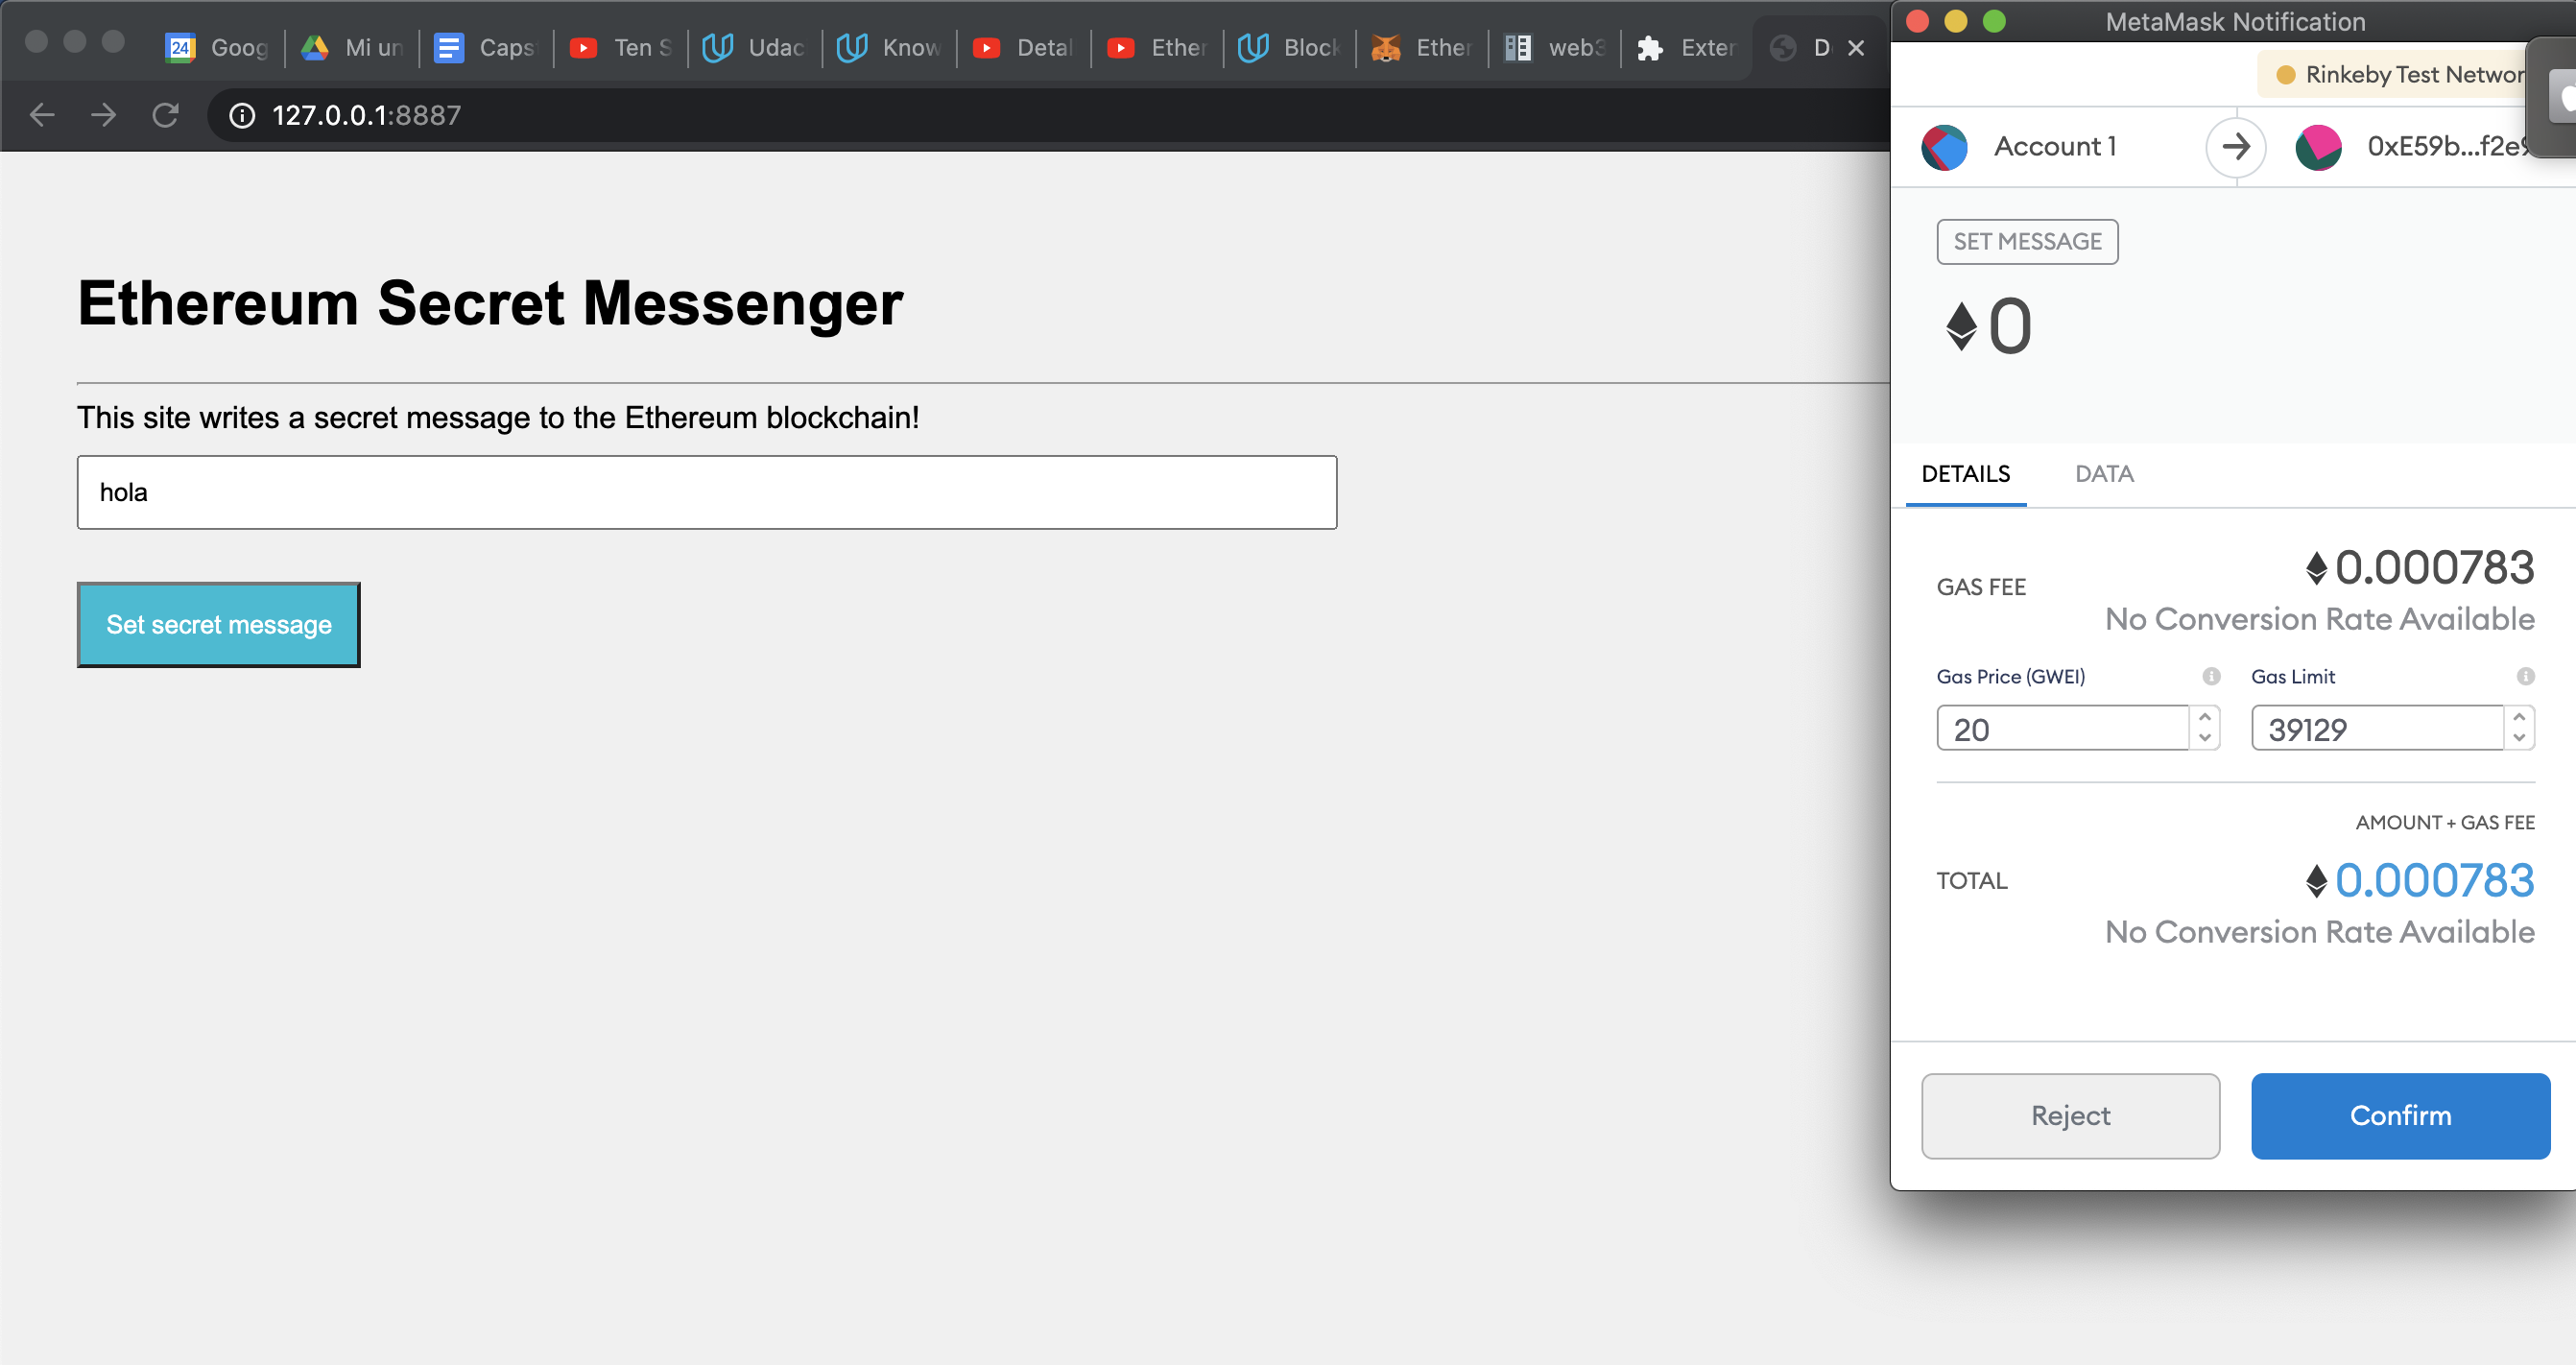 24 Goog Mi un Caps Ten S Udac Know Detal Ether Block Ether web3 Exter D
127.0.0.1:8887
Ethereum Secret Messenger
This site writes a secret message to the Ethereum blockchain!
hola
Set secret message
MetaMask Notification
Rinkeby Test Networ
Account 1 0xE59b...f2e9
SET MESSAGE
0
DETAILS DATA
GAS FEE 0.000783
No Conversion Rate Available
Gas Price (GWEI) Gas Limit
20 39129
AMOUNT + GAS FEE
TOTAL 0.000783
No Conversion Rate Available
Reject Confirm